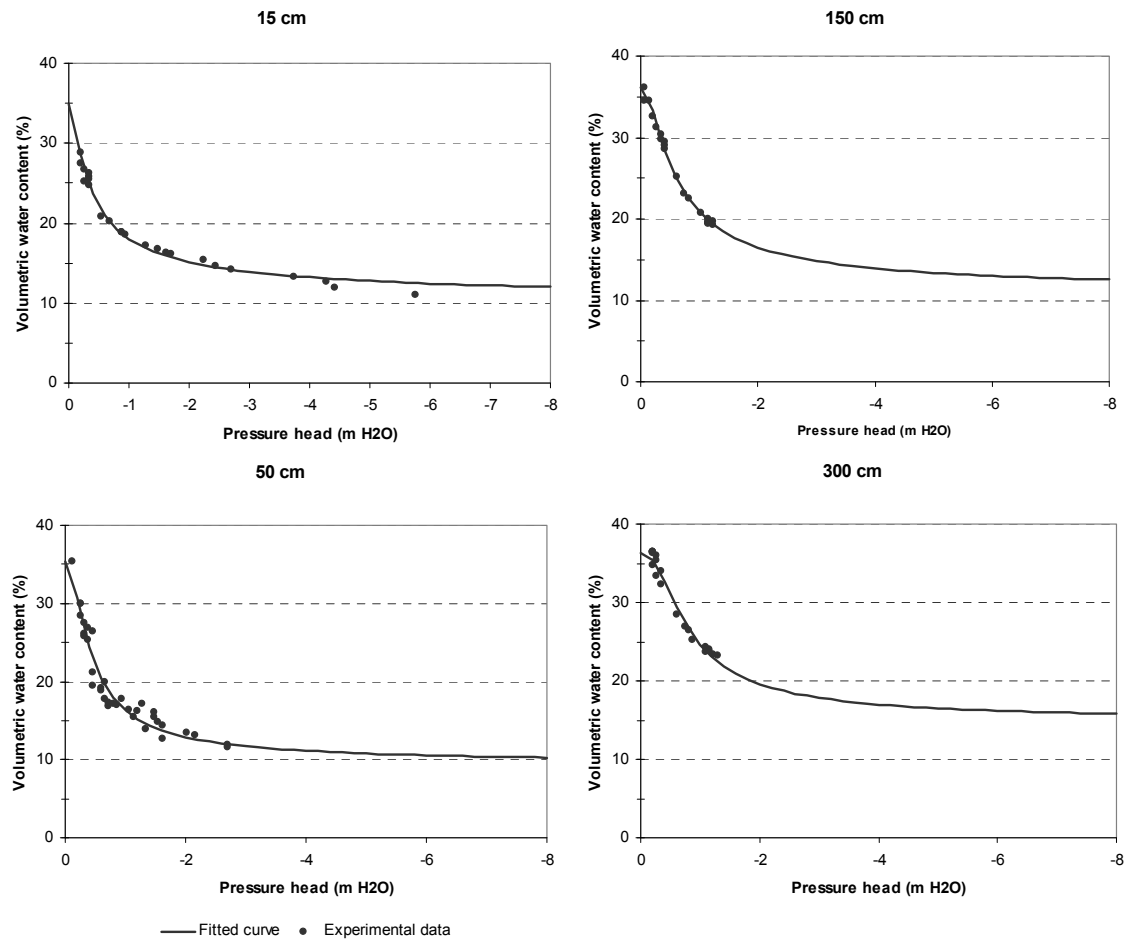 15 cm
40
30
20
10
0
0 -1 -2 -3 -4 -5 -6 -7 -8
Volumetric water content (%)
Pressure head (m H2O)
150 cm
40
30
20
10
0
0 -2 -4 -6 -8
Volumetric water content (%)
Pressure head (m H2O)
50 cm
40
30
20
10
0
0 -2 -4 -6 -8
Volumetric water content (%)
Pressure head (m H2O)
300 cm
40
30
20
10
0
0 -2 -4 -6 -8
Volumetric water content (%)
Pressure head (m H2O)
Fitted curve Experimental data